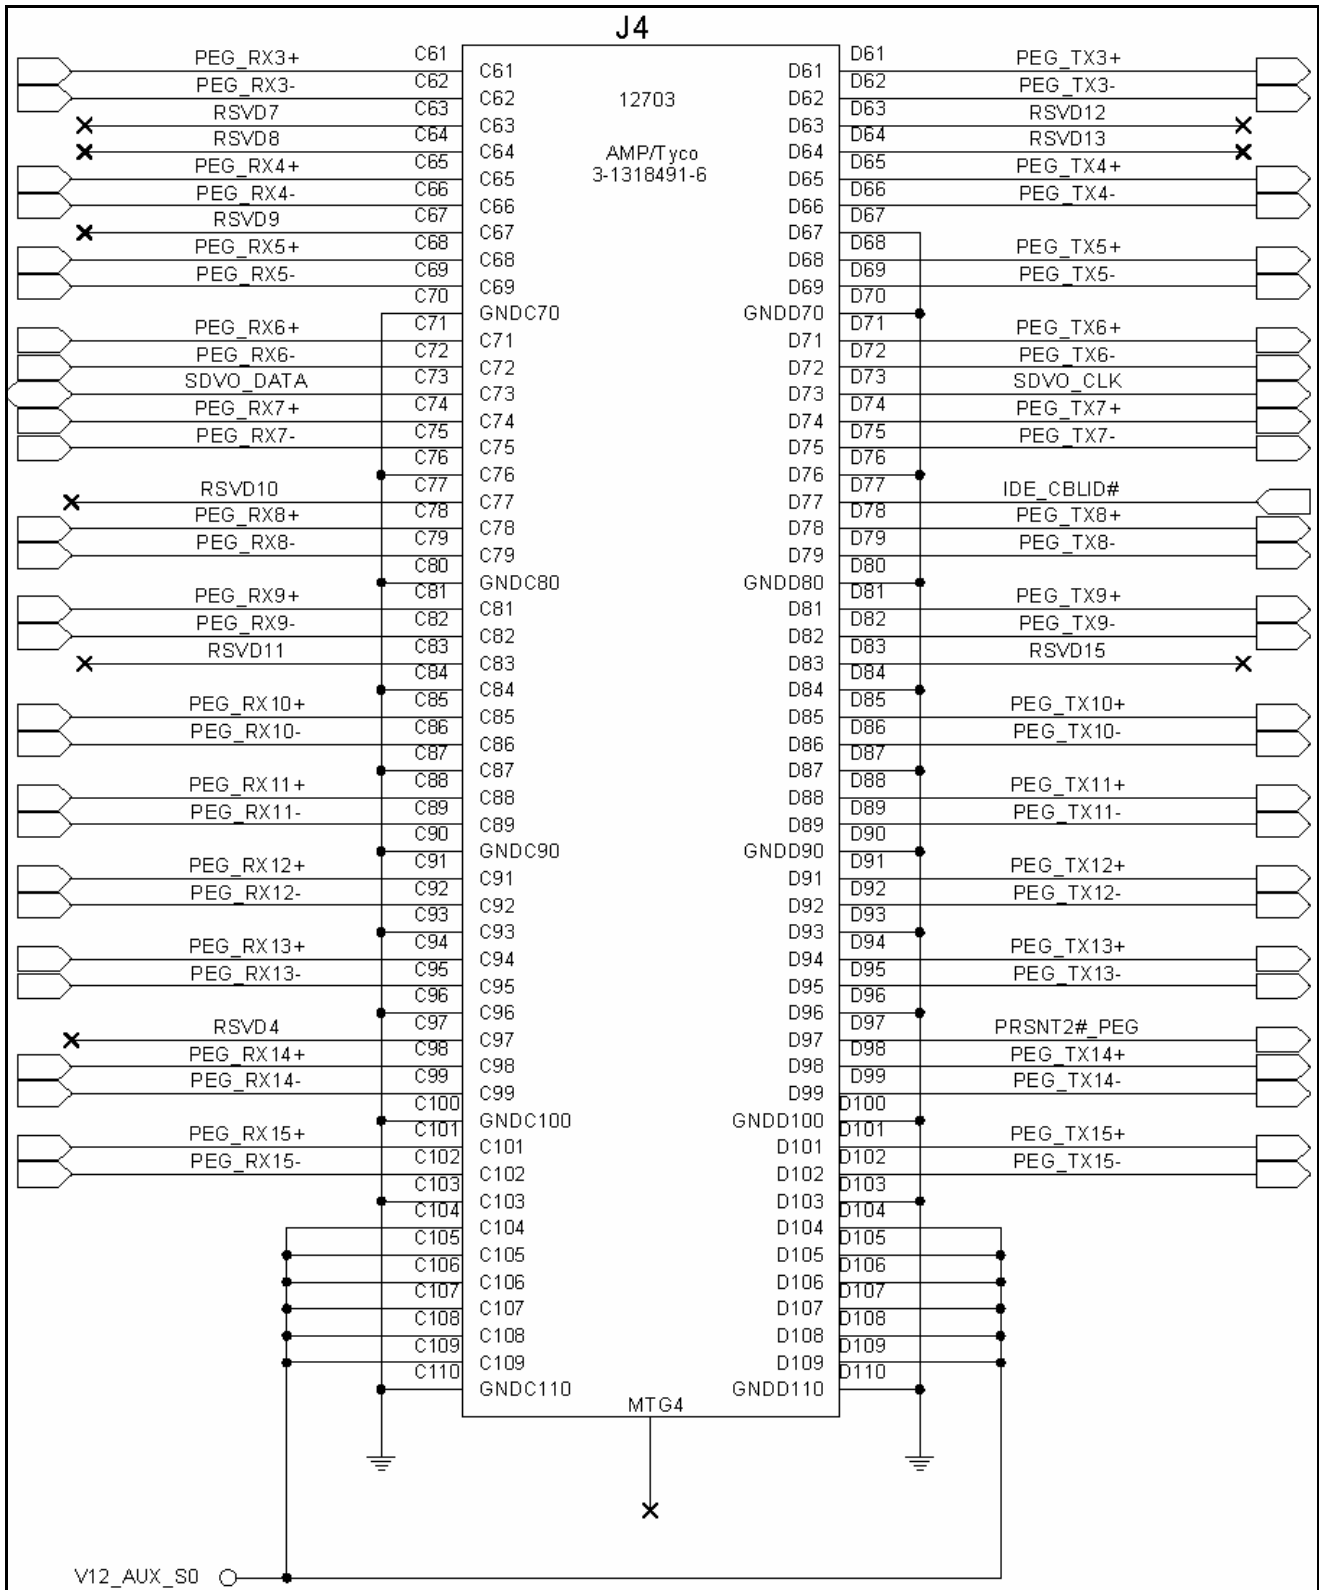 J4
PEG_RX3+ C61 D61 PEG_TX3+
C61 D61
PEG_RX3- C62 D62 PEG_TX3-
C62 12703 D62
RSVD7 C63 D63 RSVD12
C63 D63
RSVD8 C64 D64 RSVD13
C64 AMP/Tyco D64
PEG_RX4+ C65 D65 PEG_TX4+
C65 3-1318491-6 D65
PEG_RX4- C66 D66 PEG_TX4-
C66 D66
RSVD9 C67 D67
C67 D67
PEG_RX5+ C68 D68 PEG_TX5+
C68 D68
PEG_RX5- C69 D69 PEG_TX5-
C69 D69
C70 D70
GNDC70 GNDD70
PEG_RX6+ C71 D71 PEG_TX6+
C71 D71
PEG_RX6- C72 D72 PEG_TX6-
C72 D72
SDVO_DATA C73 D73 SDVO_CLK
C73 D73
PEG_RX7+ C74 D74 PEG_TX7+
C74 D74
PEG_RX7- C75 D75 PEG_TX7-
C75 D75
C76 D76
C76 D76
RSVD10 C77 D77 IDE_CBLID#
C77 D77
PEG_RX8+ C78 D78 PEG_TX8+
C78 D78
PEG_RX8- C79 D79 PEG_TX8-
C79 D79
C80 D80
GNDC80 GNDD80
PEG_RX9+ C81 D81 PEG_TX9+
C81 D81
PEG_RX9- C82 D82 PEG_TX9-
C82 D82
RSVD11 C83 D83 RSVD15
C83 D83
C84 D84
C84 D84
PEG_RX10+ C85 D85 PEG_TX10+
C85 D85
PEG_RX10- C86 D86 PEG_TX10-
C86 D86
C87 D87
C87 D87
PEG_RX11+ C88 D88 PEG_TX11+
C88 D88
PEG_RX11- C89 D89 PEG_TX11-
C89 D89
C90 D90
GNDC90 GNDD90
PEG_RX12+ C91 D91 PEG_TX12+
C91 D91
PEG_RX12- C92 D92 PEG_TX12-
C92 D92
C93 D93
C93 D93
PEG_RX13+ C94 D94 PEG_TX13+
C94 D94
PEG_RX13- C95 D95 PEG_TX13-
C95 D95
C96 D96
C96 D96
RSVD4 C97 D97 PRSNT2#_PEG
C97 D97
PEG_RX14+ C98 D98 PEG_TX14+
C98 D98
PEG_RX14- C99 D99 PEG_TX14-
C99 D99
C100 D100
GNDC100 GNDD100
PEG_RX15+ C101 D101 PEG_TX15+
C101 D101
PEG_RX15- C102 D102 PEG_TX15-
C102 D102
C103 D103
C103 D103
C104 D104
C104 D104
C105 D105
C105 D105
C106 D106
C106 D106
C107 D107
C107 D107
C108 D108
C108 D108
C109 D109
C109 D109
C110 D110
GNDC110 GNDD110
MTG4
V12_AUX_S0